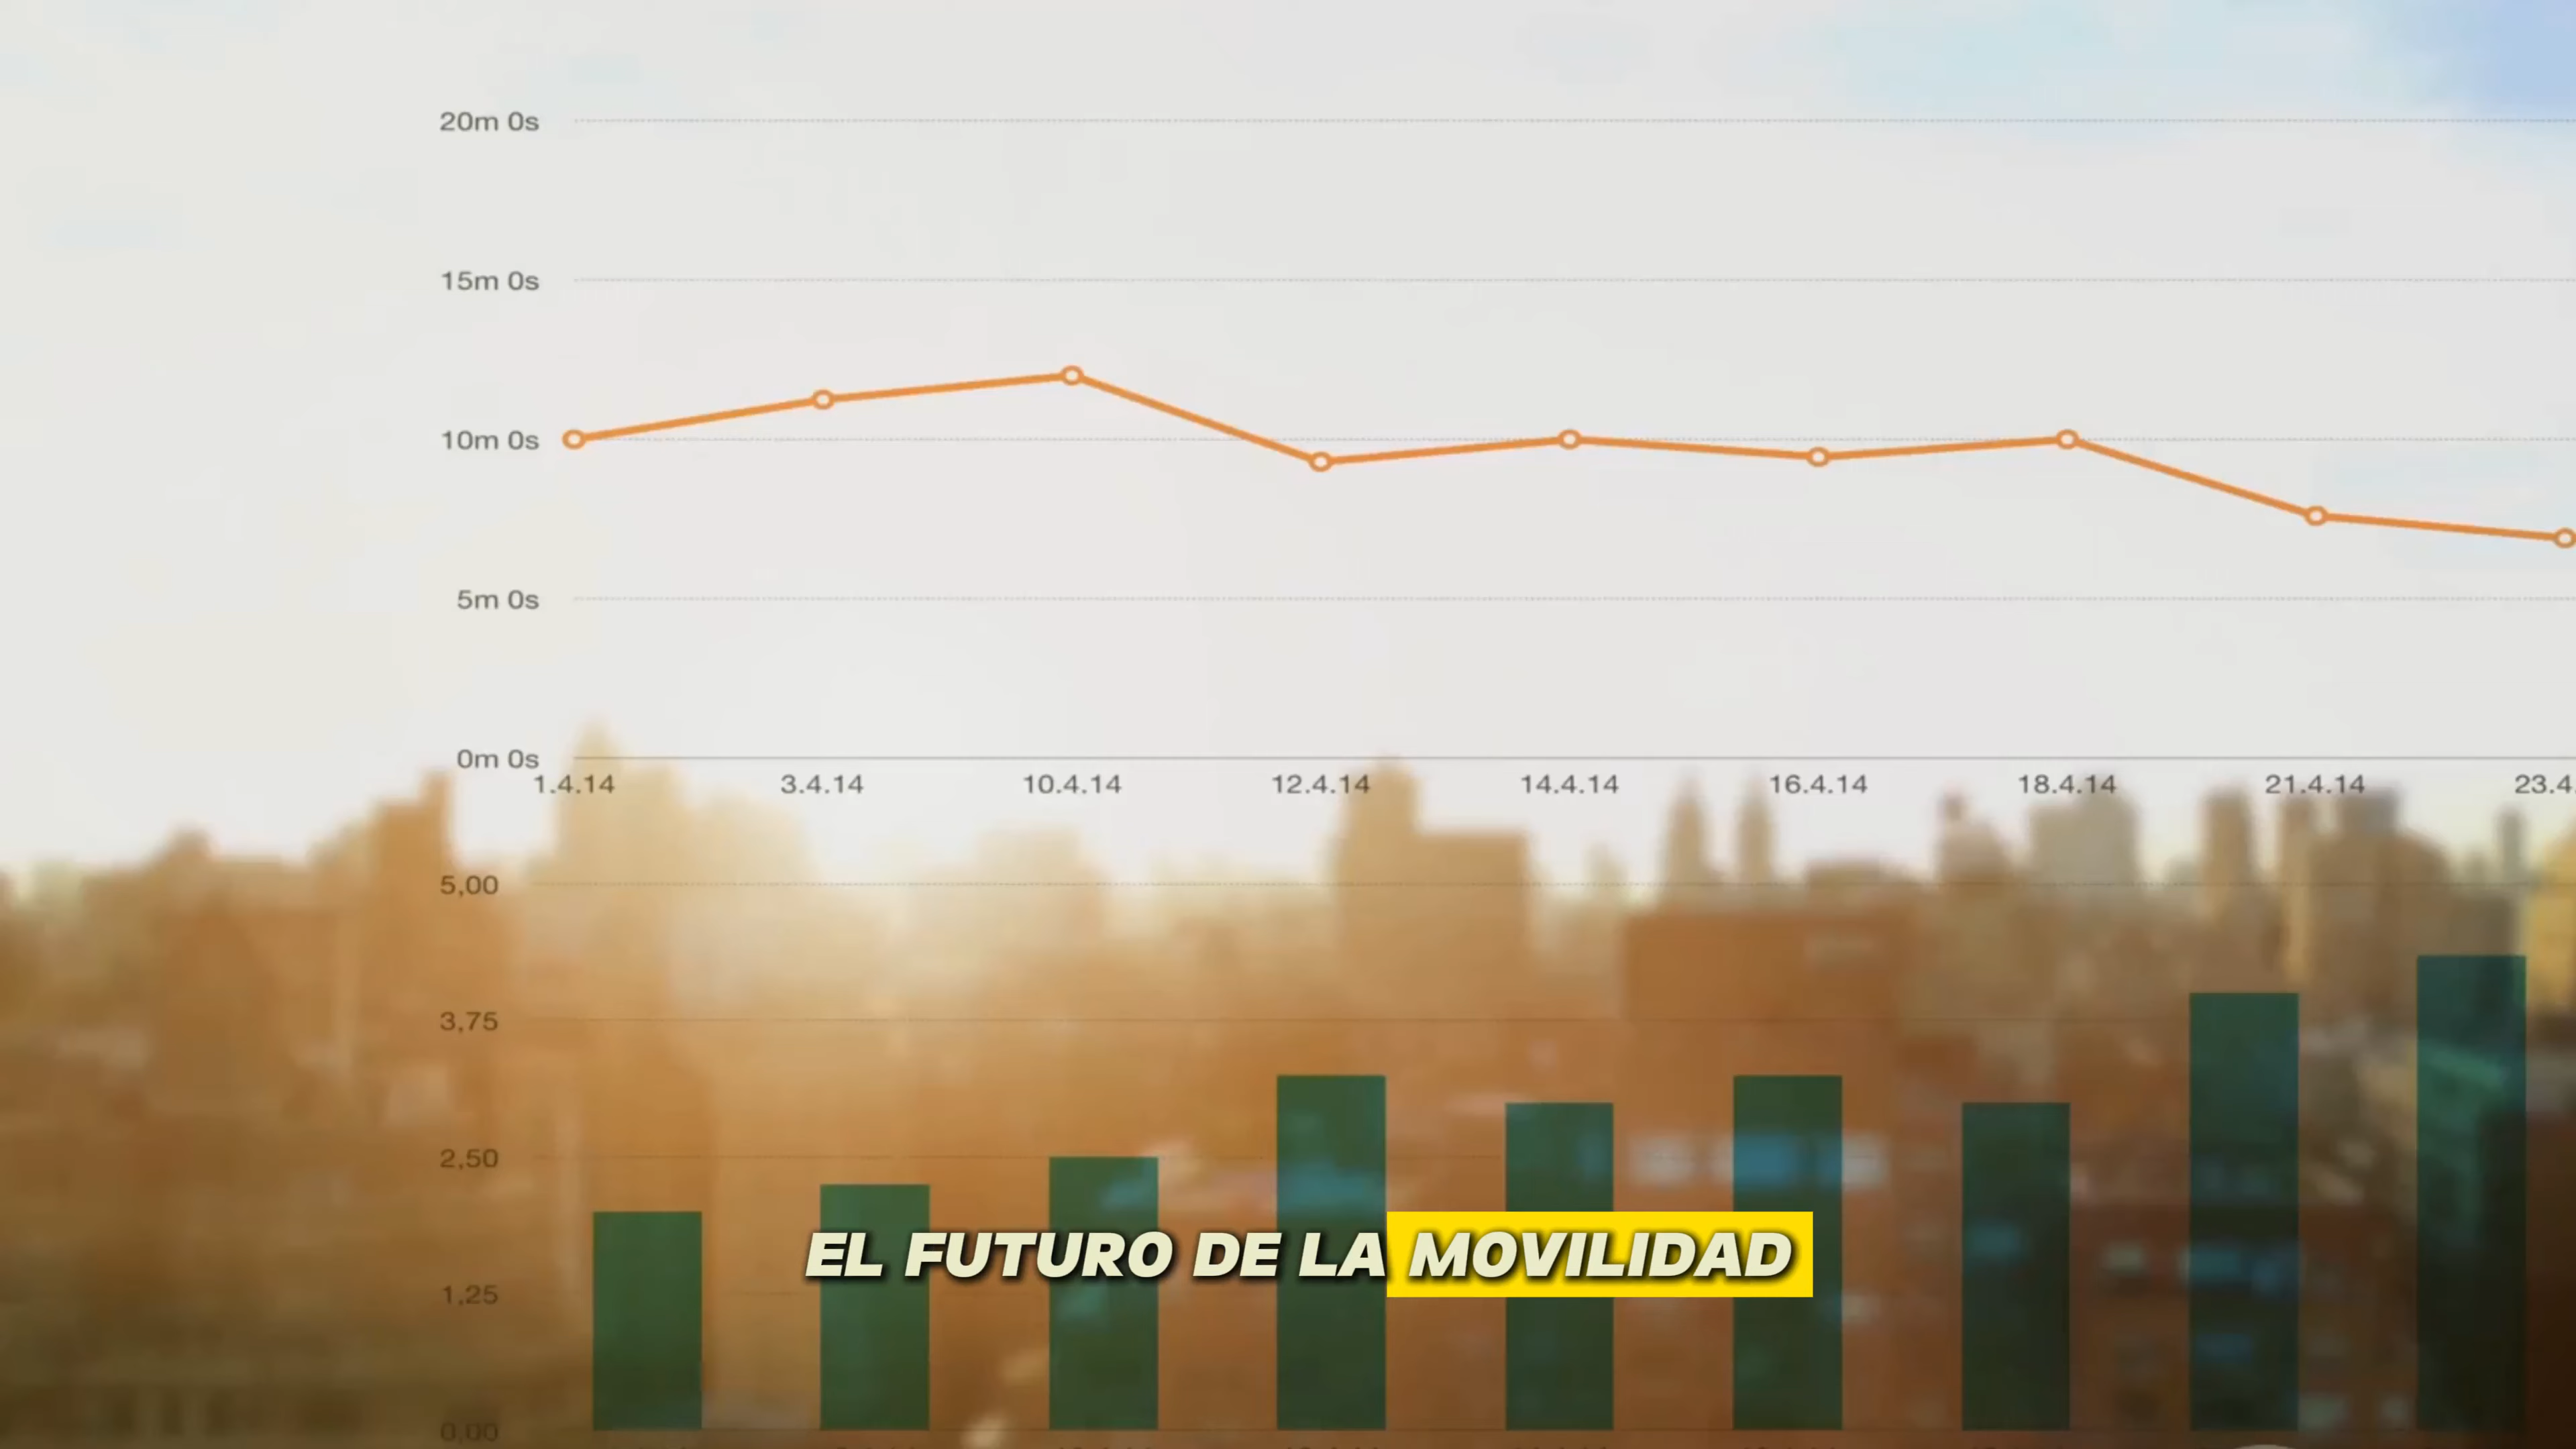 20m 0s
15m 0s
10m 0s
5m 0s
0m 0s
1.4.14 3.4.14 10.4.14 12.4.14 14.4.14 16.4.14 18.4.14 21.4.14 23.4
5,00
3,75
2,50
EL FUTURO DE LA MOVILIDAD
1,25
0,00